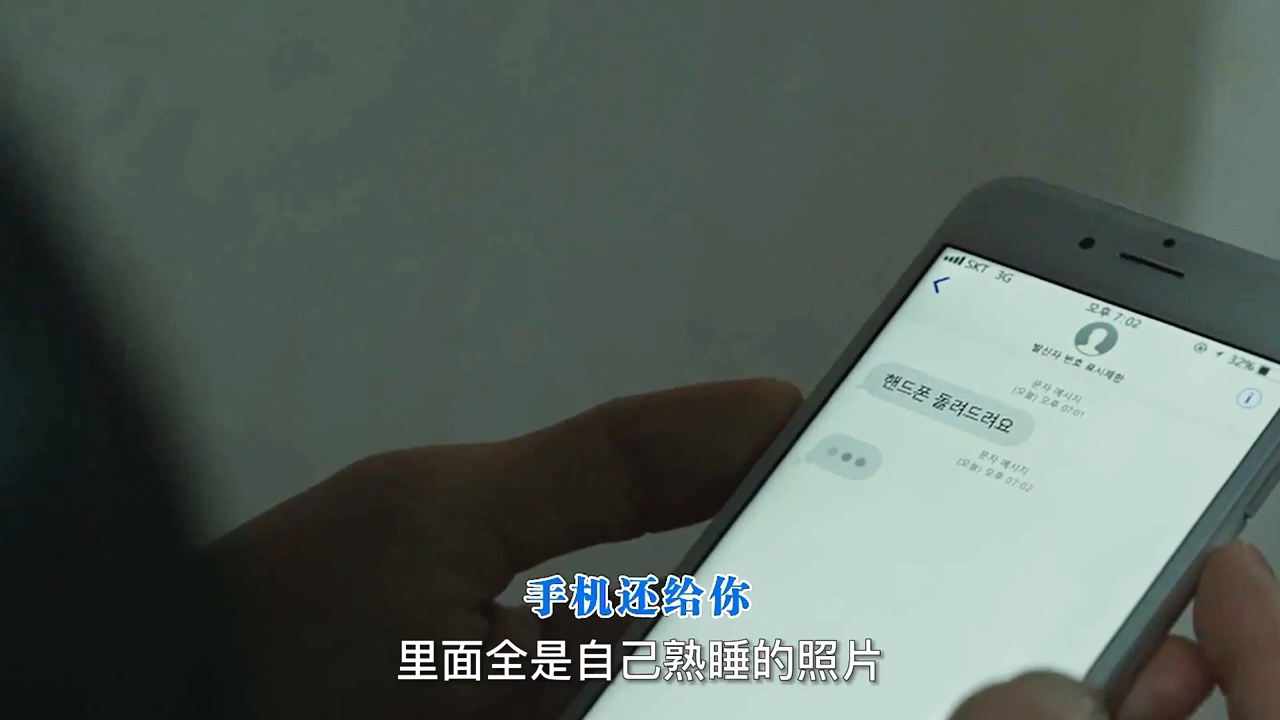 SKT 3G
오후 7:02
32%
발신자 번호 표시제한
문자 메시지
(오늘) 오후 07:01
핸드폰 돌려드려요
문자 메시지
(오늘) 오후 07:02
手机还给你
里面全是自己熟睡的照片